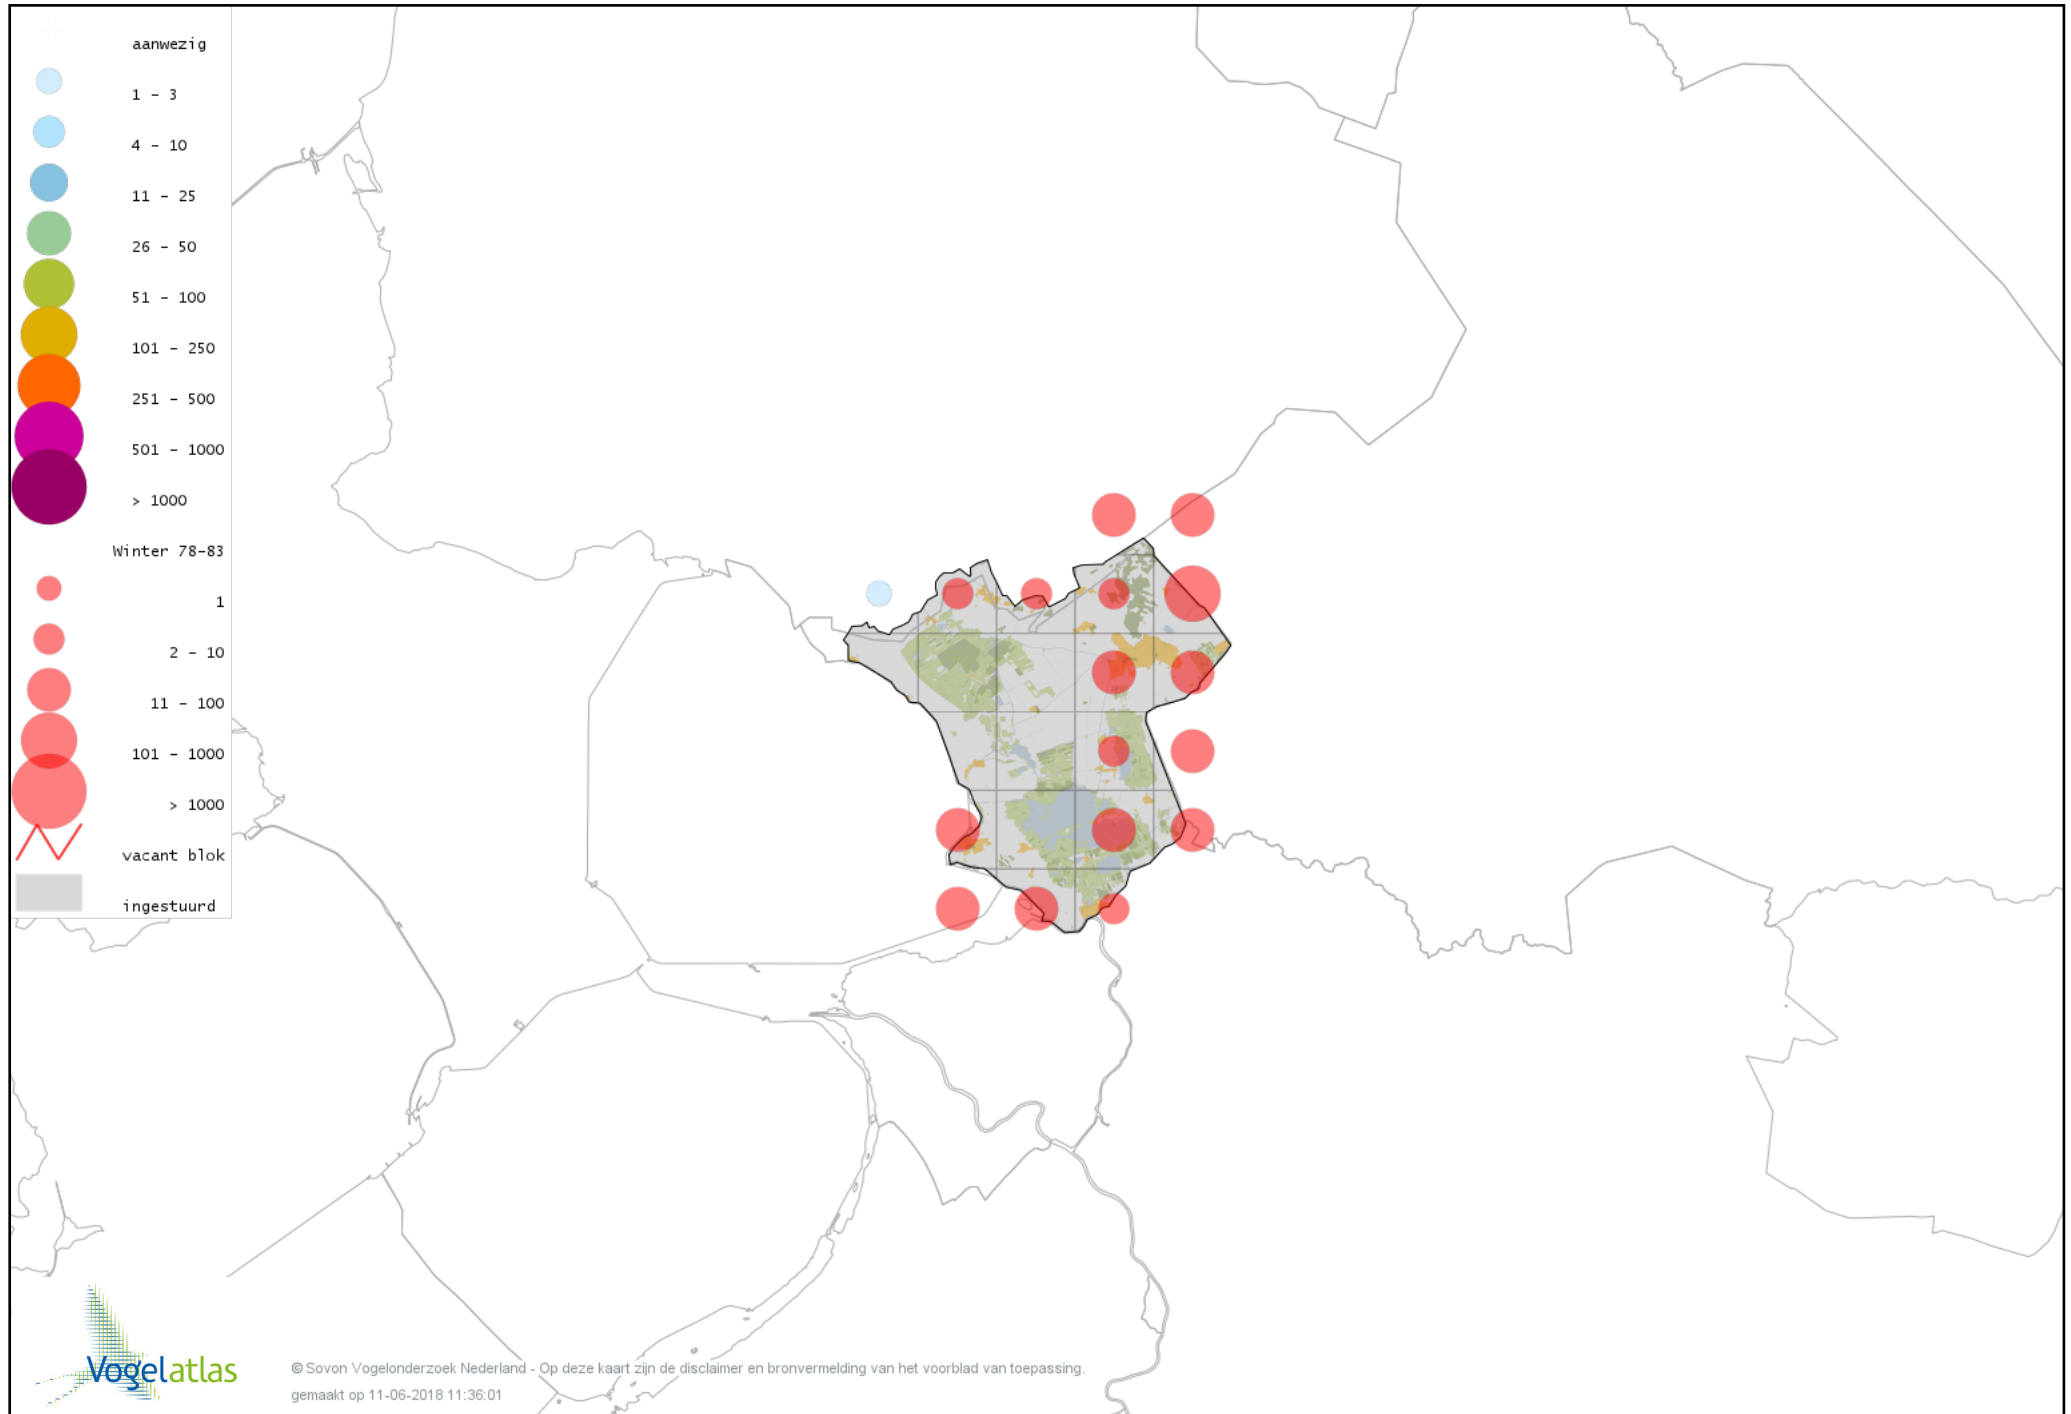 aanwezig
1 - 3
4 - 10
11 - 25
26 - 50
51 - 100
101 - 250
251 - 500
501 - 1000
> 1000
Winter 78-83
1
2 - 10
11 - 100
101 - 1000
> 1000
vacant blok
ingestuurd
Vogelatlas
© Sovon Vogelonderzoek Nederland - Op deze kaart zijn de disclaimer en bronvermelding van het voorblad van toepassing.
gemaakt op 11-06-2018 11:36:01